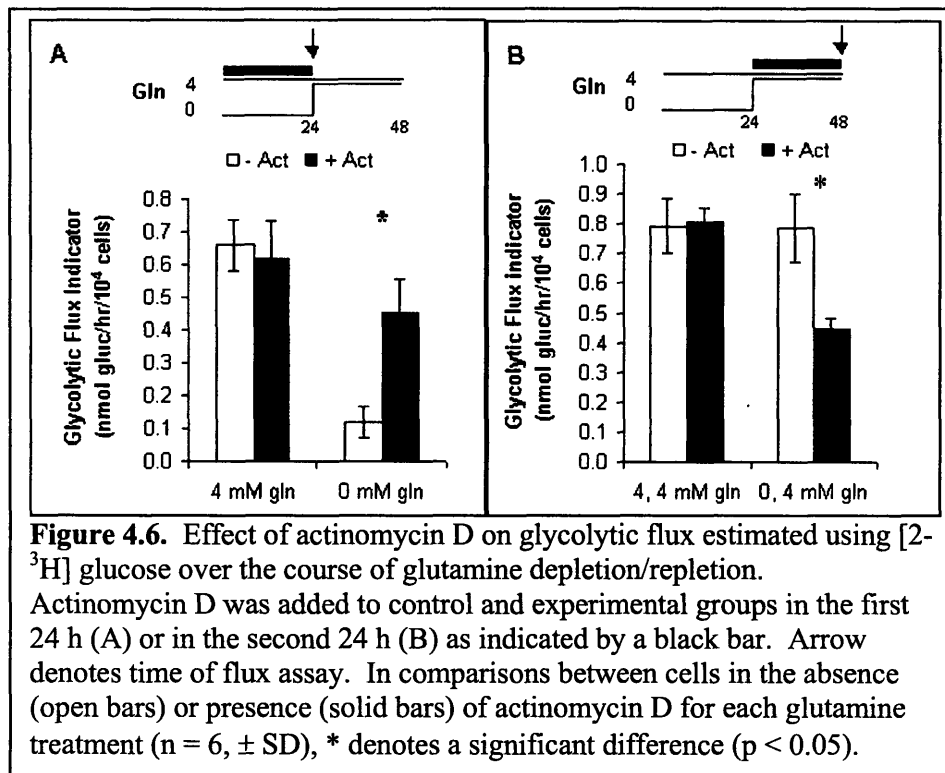 A
Gln 4
0
24 48
- Act + Act
Glycolytic Flux Indicator
(nmol gluc/hr/10⁴ cells)
0.8
0.7
0.6
0.5
0.4
0.3
0.2
0.1
0.0
*
4 mM gln 0 mM gln
B
Gln 4
0
24 48
- Act + Act
Glycolytic Flux Indicator
(nmol gluc/hr/10⁴ cells)
1.0
0.9
0.8
0.7
0.6
0.5
0.4
0.3
0.2
0.1
0.0
*
4, 4 mM gln 0, 4 mM gln
Figure 4.6. Effect of actinomycin D on glycolytic flux estimated using [2-
³H] glucose over the course of glutamine depletion/repletion.
Actinomycin D was added to control and experimental groups in the first
24 h (A) or in the second 24 h (B) as indicated by a black bar. Arrow
denotes time of flux assay. In comparisons between cells in the absence
(open bars) or presence (solid bars) of actinomycin D for each glutamine
treatment (n = 6, ± SD), * denotes a significant difference (p < 0.05).